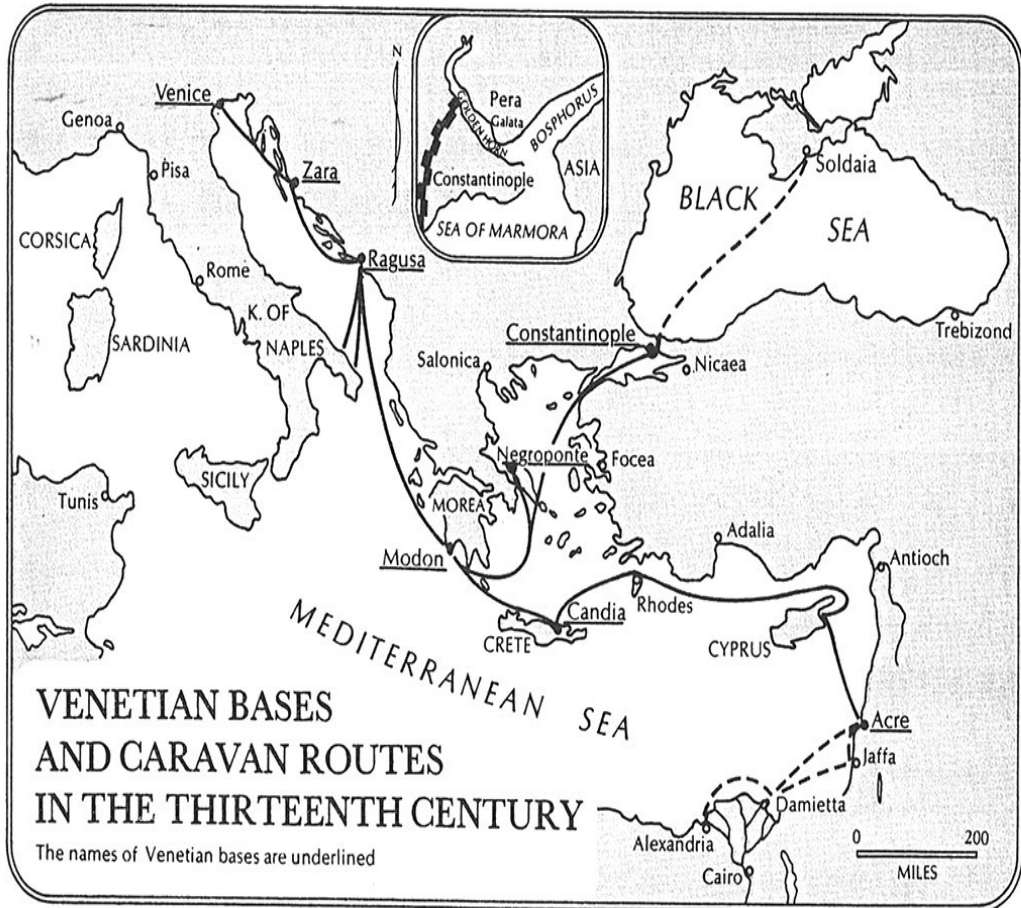 N
Venice
Genoa
Pisa
Zara
CORSICA
Ragusa
Rome
K. OF
NAPLES
SARDINIA
Pera
Galata
GOLDEN HORN
BOSPHORUS
Constantinople
ASIA
SEA OF MARMORA
BLACK
SEA
Soldaia
Constantinople
Trebizond
Nicaea
Salonica
Negroponte
Focea
SICILY
Tunis
MOREA
Modon
Adalia
Antioch
Candia
Rhodes
CRETE
CYPRUS
MEDITERRANEAN SEA
Acre
Jaffa
Damietta
Alexandria
Cairo
0 200
MILES
VENETIAN BASES
AND CARAVAN ROUTES
IN THE THIRTEENTH CENTURY
The names of Venetian bases are underlined